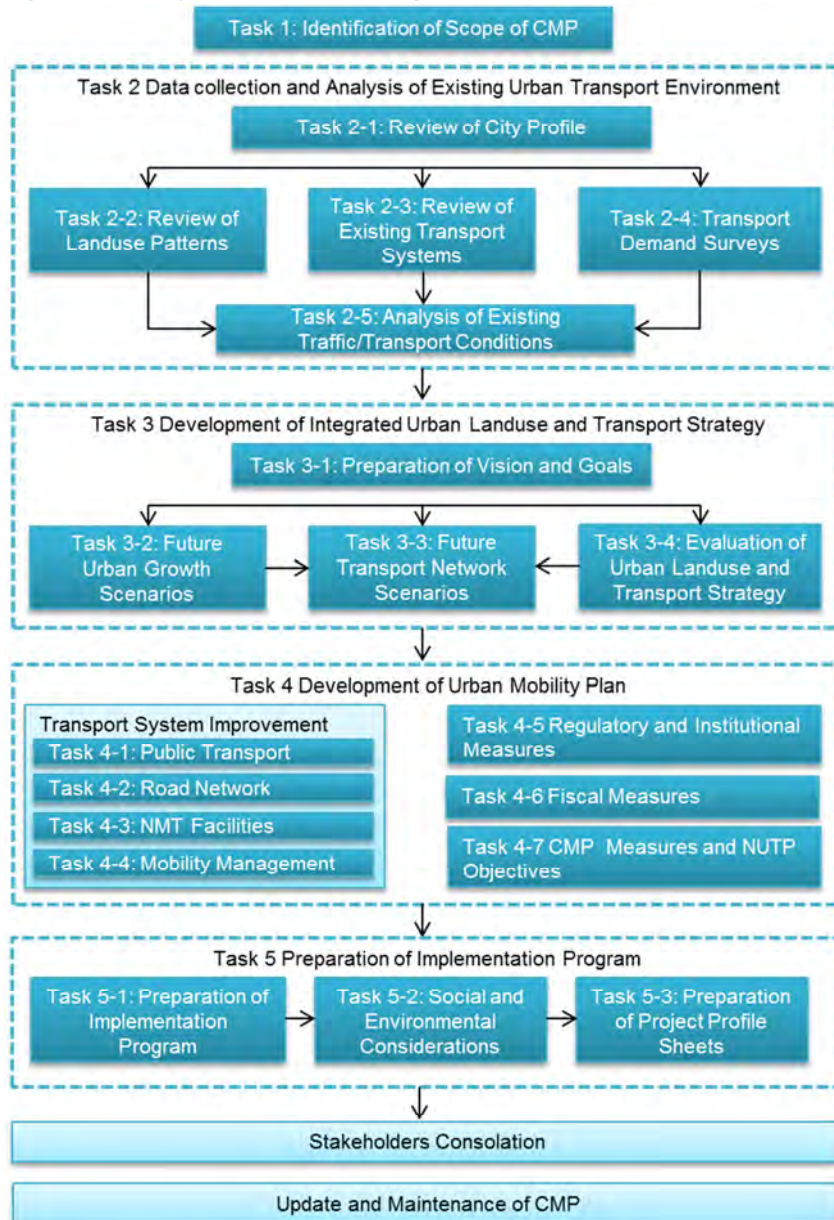 Task 1: Identification of Scope of CMP
Task 2 Data collection and Analysis of Existing Urban Transport Environment
Task 2-1: Review of City Profile
Task 2-2: Review of
Landuse Patterns
Task 2-3: Review of
Existing Transport
Systems
Task 2-4: Transport
Demand Surveys
Task 2-5: Analysis of Existing
Traffic/Transport Conditions
Task 3 Development of Integrated Urban Landuse and Transport Strategy
Task 3-1: Preparation of Vision and Goals
Task 3-2: Future
Urban Growth
Scenarios
Task 3-3: Future
Transport Network
Scenarios
Task 3-4: Evaluation of
Urban Landuse and
Transport Strategy
Task 4 Development of Urban Mobility Plan
Transport System Improvement
Task 4-1: Public Transport
Task 4-2: Road Network
Task 4-3: NMT Facilities
Task 4-4: Mobility Management
Task 4-5 Regulatory and Institutional
Measures
Task 4-6 Fiscal Measures
Task 4-7 CMP Measures and NUTP
Objectives
Task 5 Preparation of Implementation Program
Task 5-1: Preparation of
Implementation
Program
Task 5-2: Social and
Environmental
Considerations
Task 5-3: Preparation
of Project Profile
Sheets
Stakeholders Consolation
Update and Maintenance of CMP